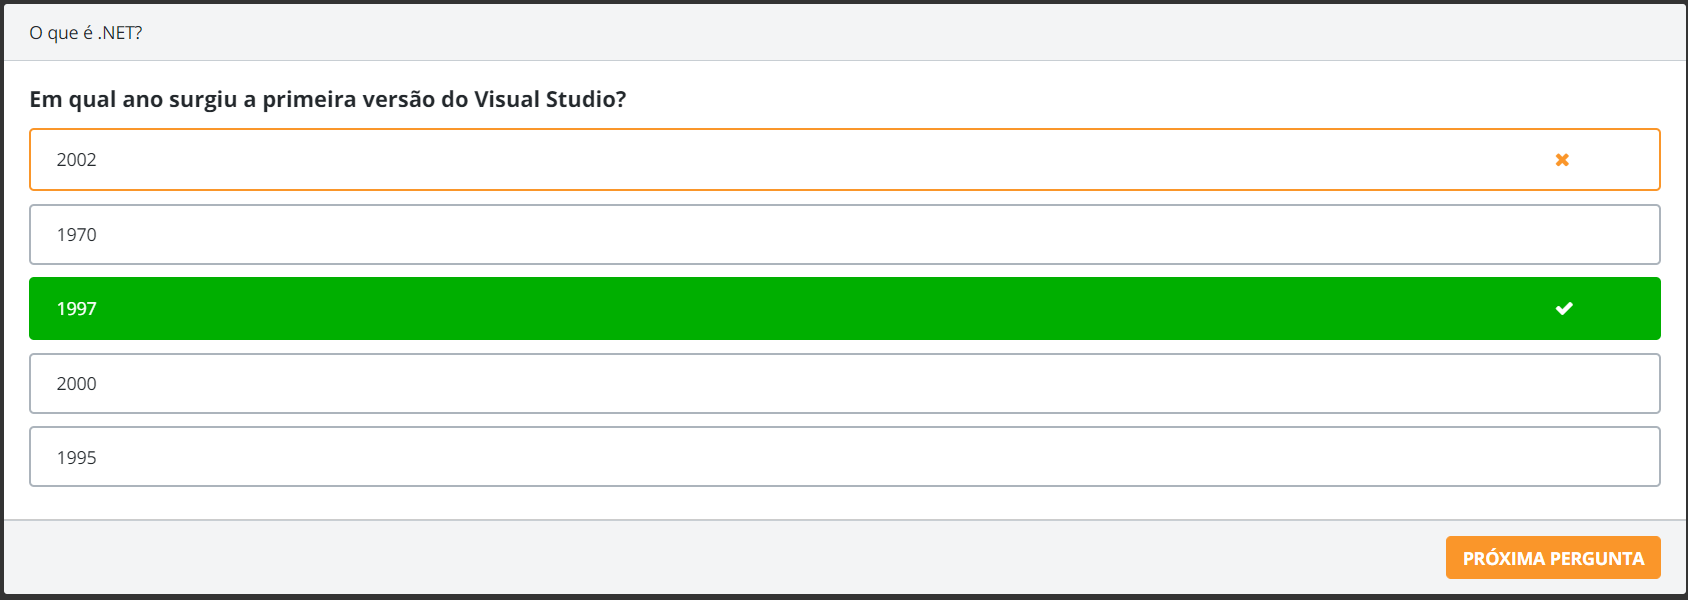 O que é .NET?
Em qual ano surgiu a primeira versão do Visual Studio?
2002
1970
1997
2000
1995
PRÓXIMA PERGUNTA